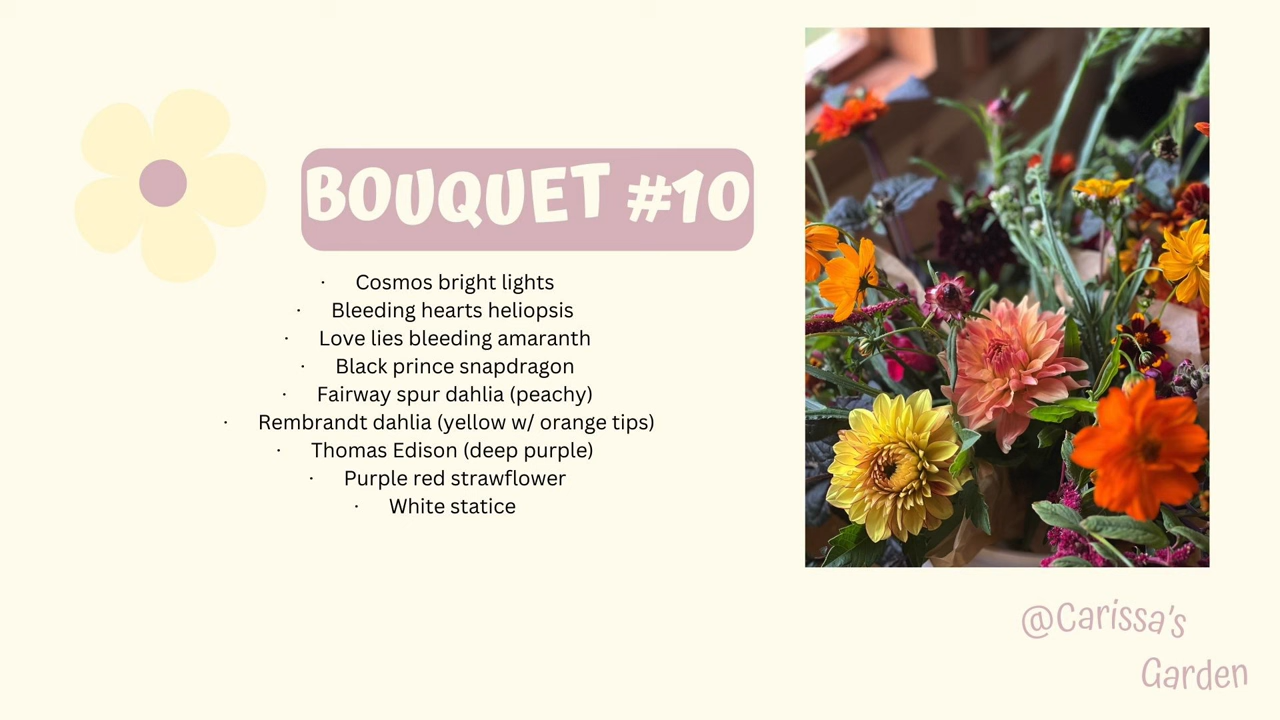 BOUQUET #10
· Cosmos bright lights
· Bleeding hearts heliopsis
· Love lies bleeding amaranth
· Black prince snapdragon
· Fairway spur dahlia (peachy)
· Rembrandt dahlia (yellow w/ orange tips)
· Thomas Edison (deep purple)
· Purple red strawflower
· White statice
@Carissa's
Garden